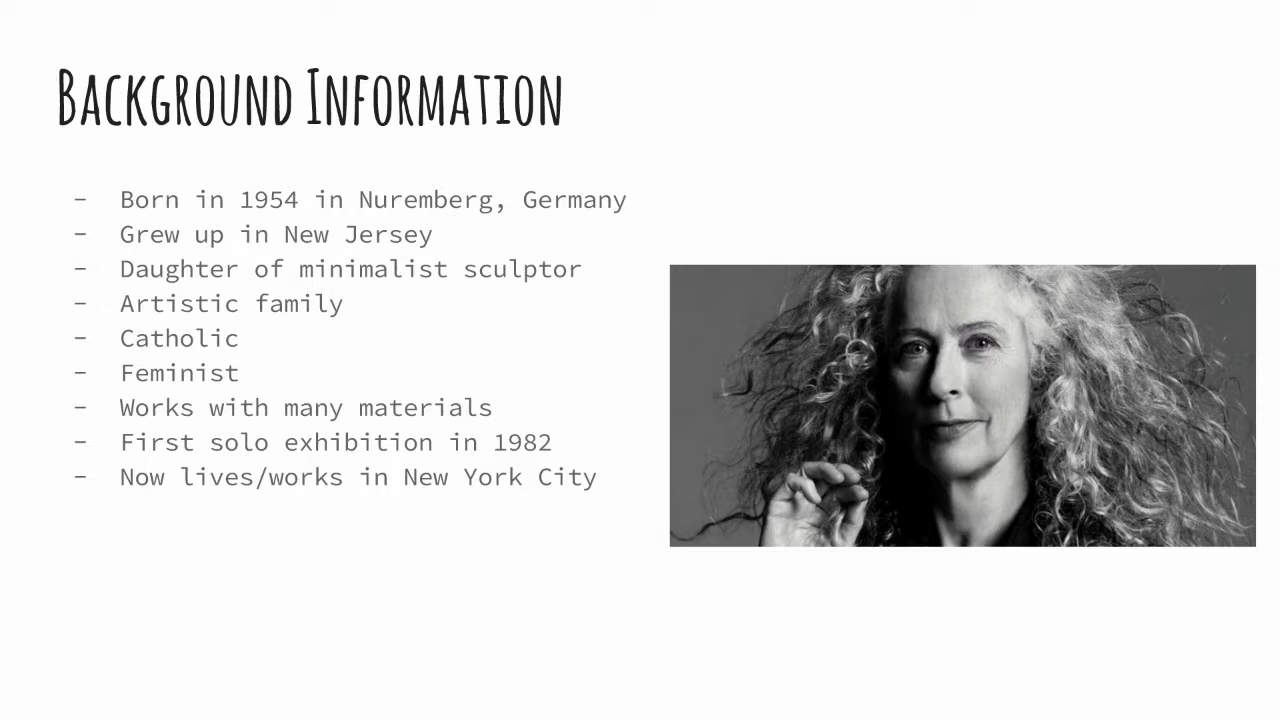 Background Information
- Born in 1954 in Nuremberg, Germany
- Grew up in New Jersey
- Daughter of minimalist sculptor
- Artistic family
- Catholic
- Feminist
- Works with many materials
- First solo exhibition in 1982
- Now lives/works in New York City